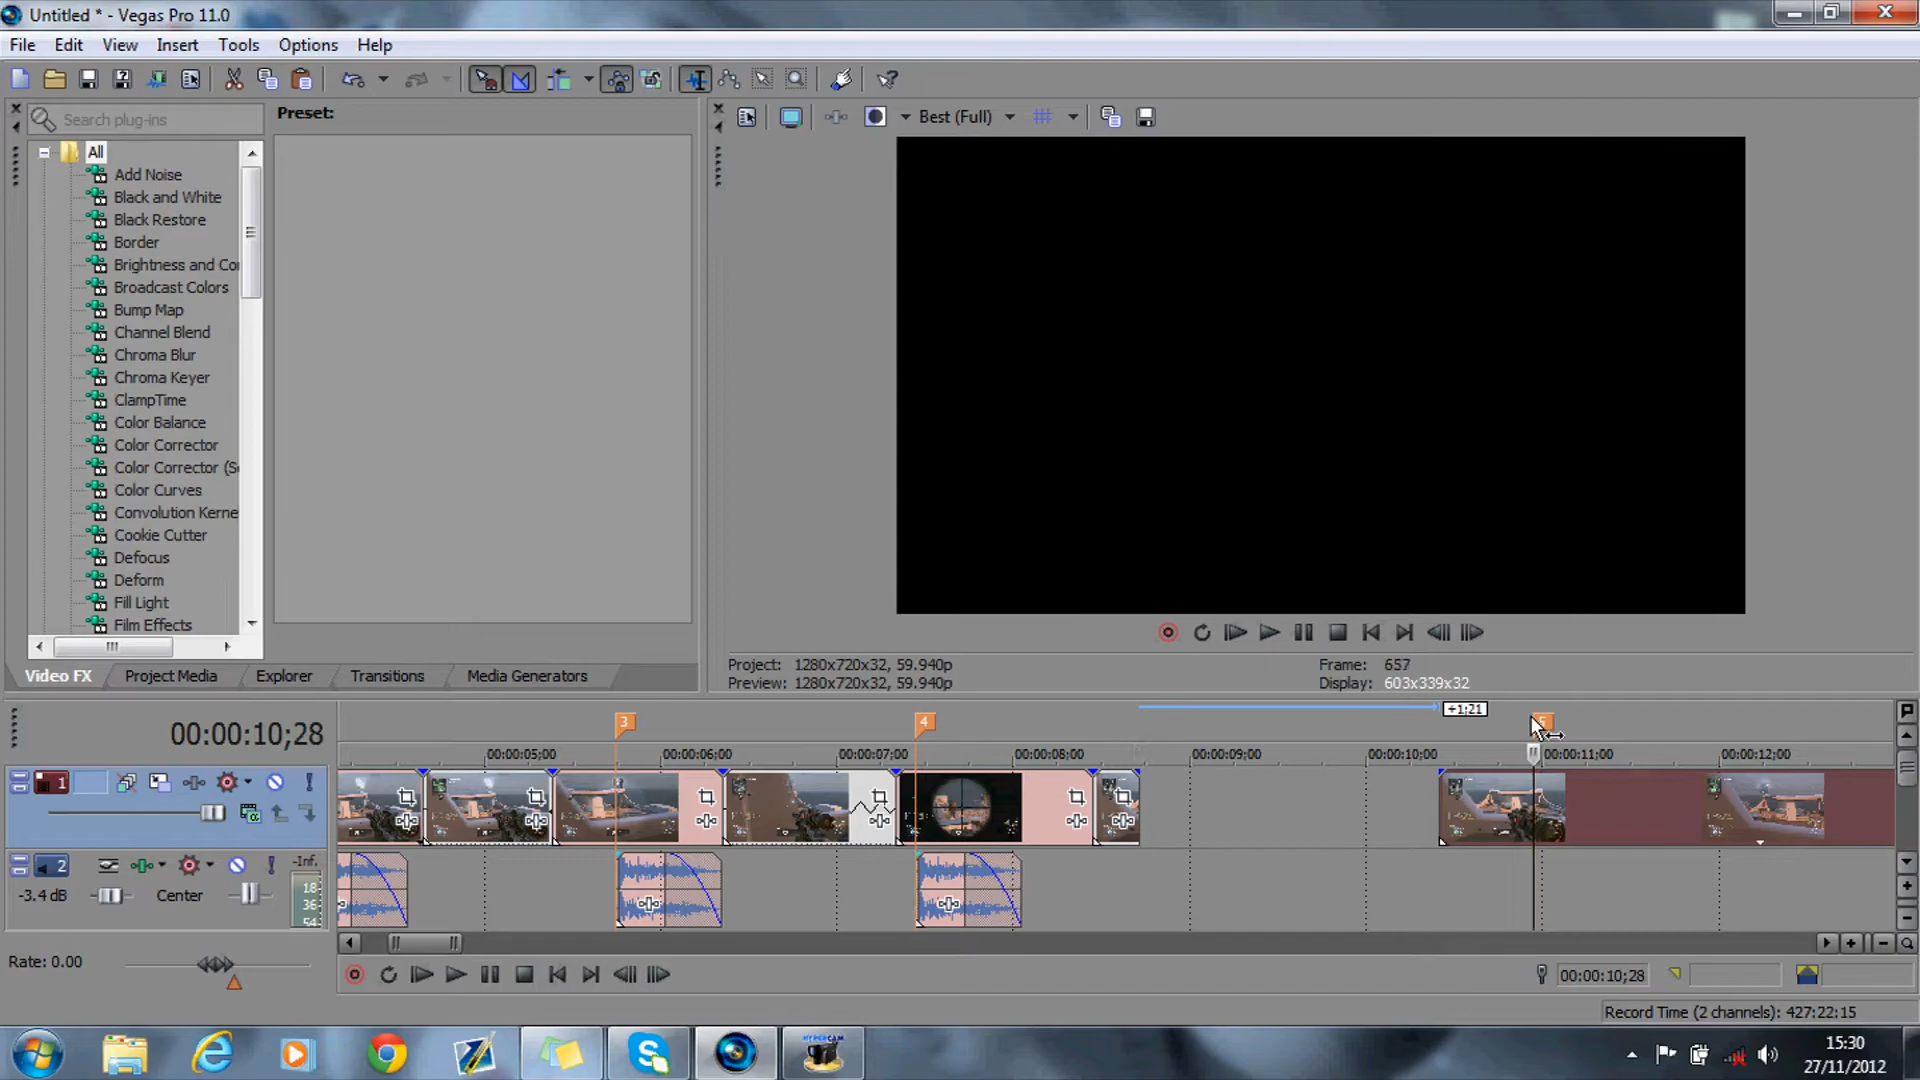 Untitled * - Vegas Pro 11.0
File Edit View Insert Tools Options Help
Search plug-ins
Preset:
Best (Full)
All
Add Noise
Black and White
Black Restore
Border
Brightness and Co
Broadcast Colors
Bump Map
Channel Blend
Chroma Blur
Chroma Keyer
ClampTime
Color Balance
Color Corrector
Color Corrector (Se
Color Curves
Convolution Kerne
Cookie Cutter
Defocus
Deform
Fill Light
Film Effects
Video FX Project Media Explorer Transitions Media Generators
Project: 1280x720x32, 59.940p
Preview: 1280x720x32, 59.940p
Frame: 657
Display: 603x339x32
+1;21
00:00:10;28
3 4 5
00:00:05;00 00:00:06;00 00:00:07;00 00:00:08;00 00:00:09;00 00:00:10;00 00:00:11;00 00:00:12;00
1
2
-Inf.
-3.4 dB Center
18
36
54
Rate: 0.00
00:00:10;28
Record Time (2 channels): 427:22:15
HYPERCAM
15:30
27/11/2012